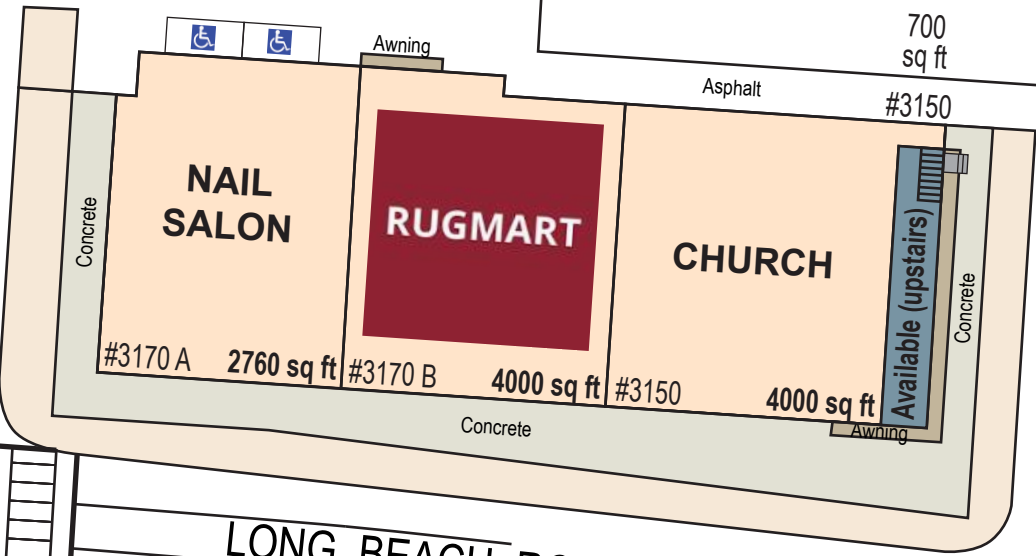 700
sq ft
Awning
Asphalt
#3150
NAIL
SALON
RUGMART
CHURCH
Concrete
Available (upstairs)
Concrete
#3170 A
2760 sq ft
#3170 B
4000 sq ft
#3150
4000 sq ft
Awning
Concrete
LONG BEACH